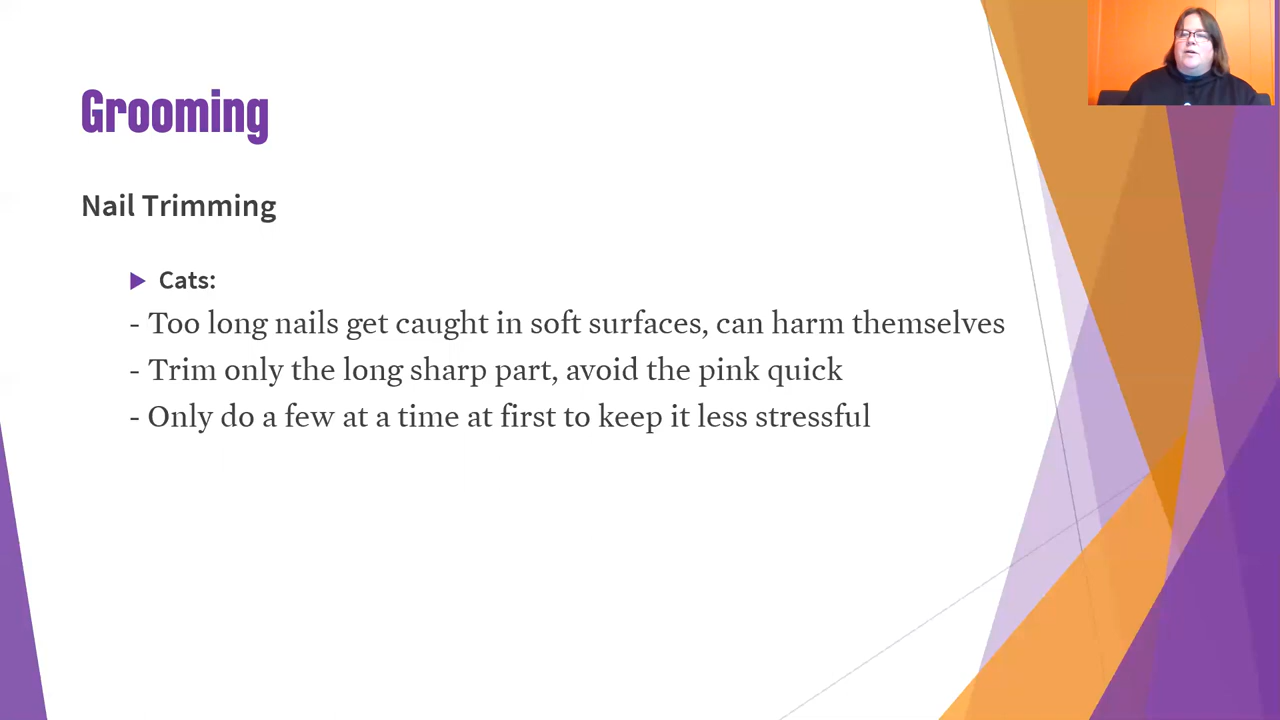 Grooming
Nail Trimming
Cats:
- Too long nails get caught in soft surfaces, can harm themselves
- Trim only the long sharp part, avoid the pink quick
- Only do a few at a time at first to keep it less stressful